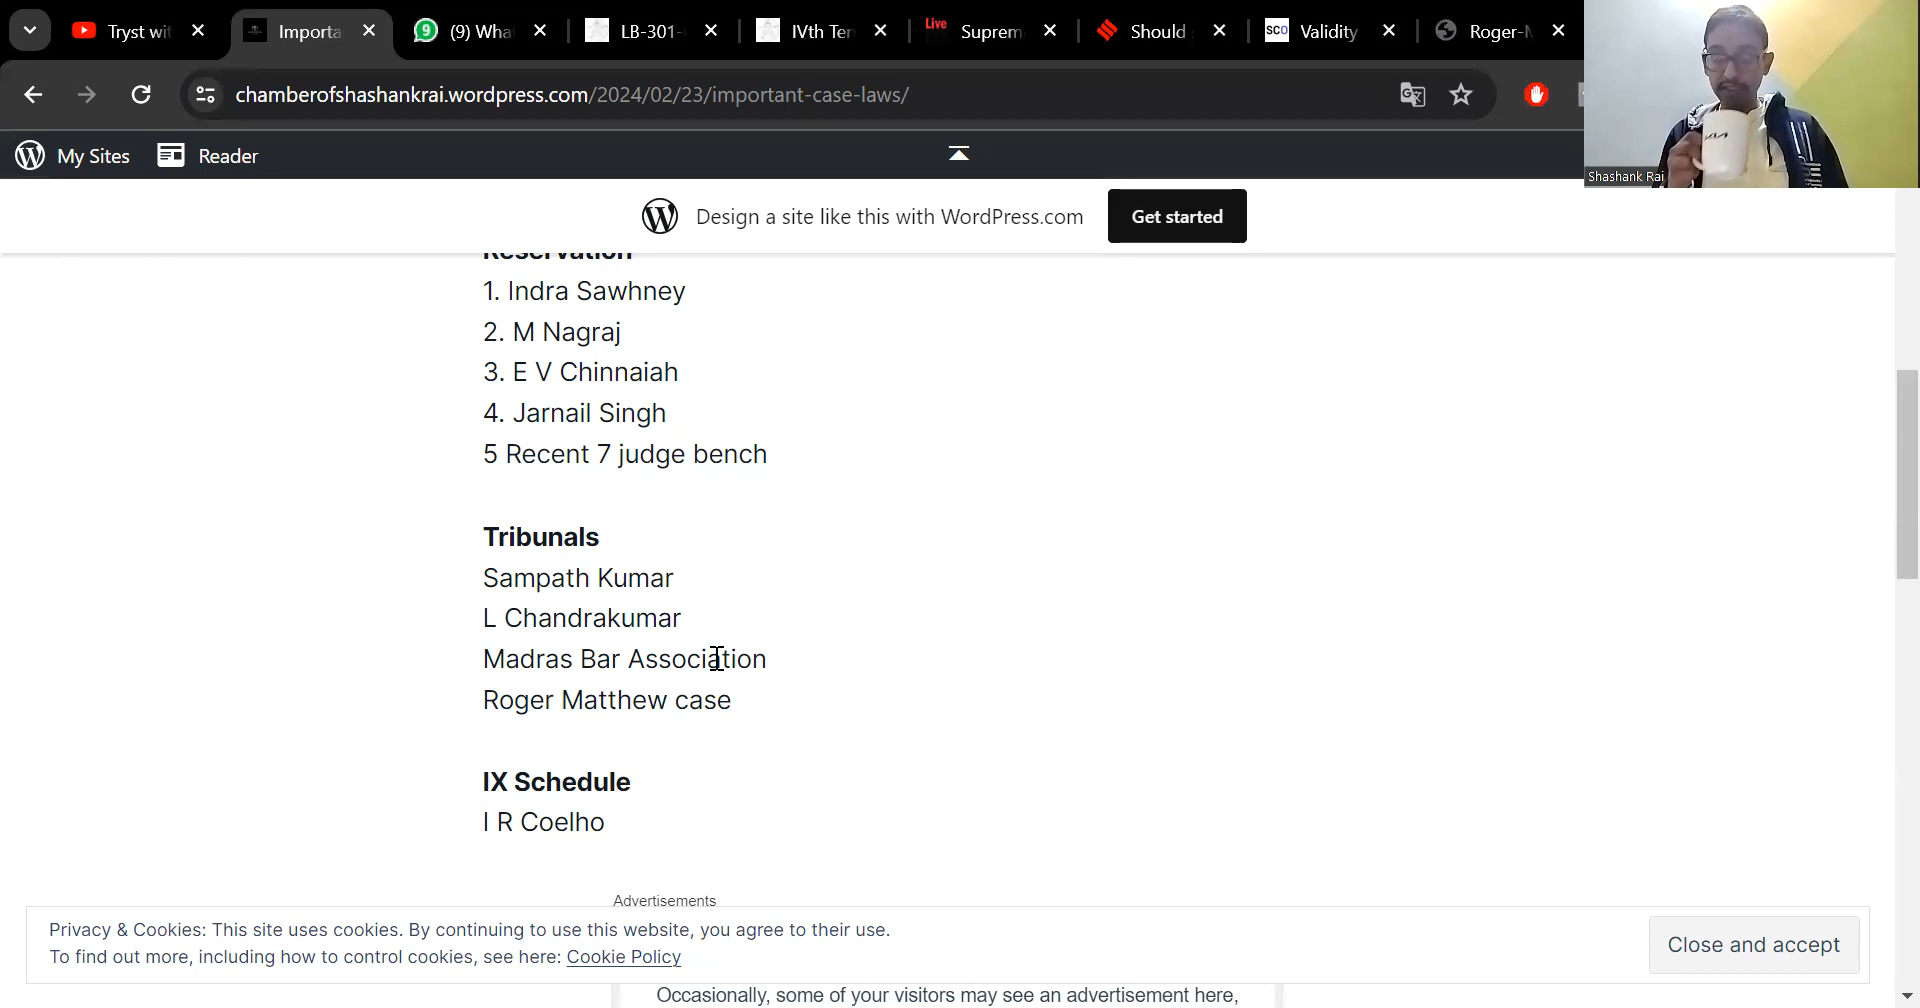 Tryst wit
Importa
(9) Wha
LB-301-
IVth Ter
Live
Suprem
Should
SCO
Validity
Roger-M
chamberofshashankrai.wordpress.com/2024/02/23/important-case-laws/
My Sites
Reader
Shashank Rai
Design a site like this with WordPress.com
Get started
Reservation
1. Indra Sawhney
2. M Nagraj
3. E V Chinnaiah
4. Jarnail Singh
5 Recent 7 judge bench
Tribunals
Sampath Kumar
L Chandrakumar
Madras Bar Association
Roger Matthew case
IX Schedule
I R Coelho
Advertisements
Privacy & Cookies: This site uses cookies. By continuing to use this website, you agree to their use.
To find out more, including how to control cookies, see here: Cookie Policy
Close and accept
Occasionally, some of your visitors may see an advertisement here,